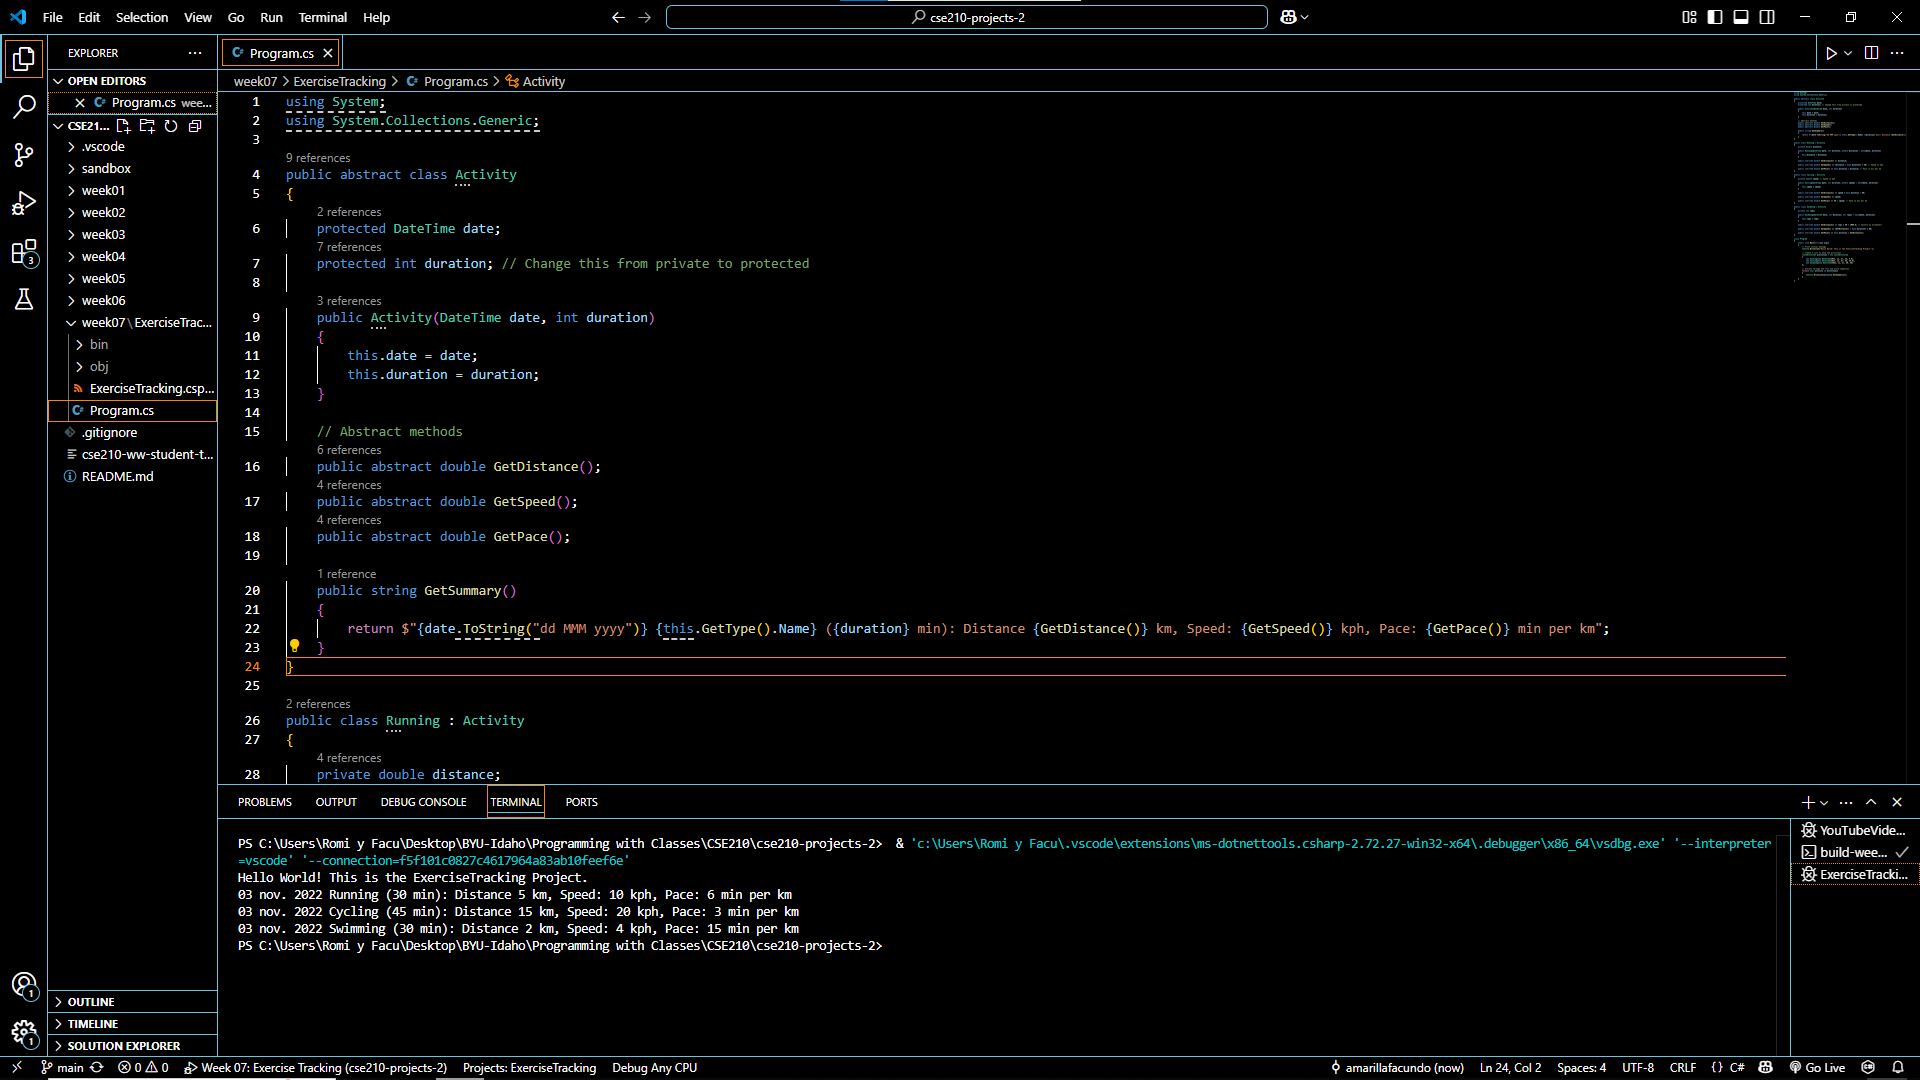 File Edit Selection View Go Run Terminal Help
cse210-projects-2
EXPLORER
OPEN EDITORS
Program.cs wee...
CSE21...
.vscode
sandbox
week01
week02
week03
week04
week05
week06
week07\ExerciseTrac...
bin
obj
ExerciseTracking.csp...
Program.cs
.gitignore
cse210-ww-student-t...
README.md
OUTLINE
TIMELINE
SOLUTION EXPLORER
3
1
1
Program.cs
week07 > ExerciseTracking > Program.cs > Activity
1 using System;
2 using System.Collections.Generic;
3
9 references
4 public abstract class Activity
5 {
2 references
6 protected DateTime date;
7 references
7 protected int duration; // Change this from private to protected
8
3 references
9 public Activity(DateTime date, int duration)
10 {
11 this.date = date;
12 this.duration = duration;
13 }
14
15 // Abstract methods
6 references
16 public abstract double GetDistance();
4 references
17 public abstract double GetSpeed();
4 references
18 public abstract double GetPace();
19
1 reference
20 public string GetSummary()
21 {
22 return $"{date.ToString("dd MMM yyyy")} {this.GetType().Name} ({duration} min): Distance {GetDistance()} km, Speed: {GetSpeed()} kph, Pace: {GetPace()} min per km";
23 }
24 }
25
2 references
26 public class Running : Activity
27 {
4 references
28 private double distance;
PROBLEMS OUTPUT DEBUG CONSOLE TERMINAL PORTS
PS C:\Users\Romi y Facu\Desktop\BYU-Idaho\Programming with Classes\CSE210\cse210-projects-2> & 'c:\Users\Romi y Facu\.vscode\extensions\ms-dotnettools.csharp-2.72.27-win32-x64\.debugger\x86_64\vsdbg.exe' '--interpreter
=vscode' '--connection=f5f101c0827c4617964a83ab10feef6e'
Hello World! This is the ExerciseTracking Project.
03 nov. 2022 Running (30 min): Distance 5 km, Speed: 10 kph, Pace: 6 min per km
03 nov. 2022 Cycling (45 min): Distance 15 km, Speed: 20 kph, Pace: 3 min per km
03 nov. 2022 Swimming (30 min): Distance 2 km, Speed: 4 kph, Pace: 15 min per km
PS C:\Users\Romi y Facu\Desktop\BYU-Idaho\Programming with Classes\CSE210\cse210-projects-2>
YouTubeVide...
build-wee...
ExerciseTracki...
main 0 0 Week 07: Exercise Tracking (cse210-projects-2) Projects: ExerciseTracking Debug Any CPU amarillafacundo (now) Ln 24, Col 2 Spaces: 4 UTF-8 CRLF {} C# Go Live